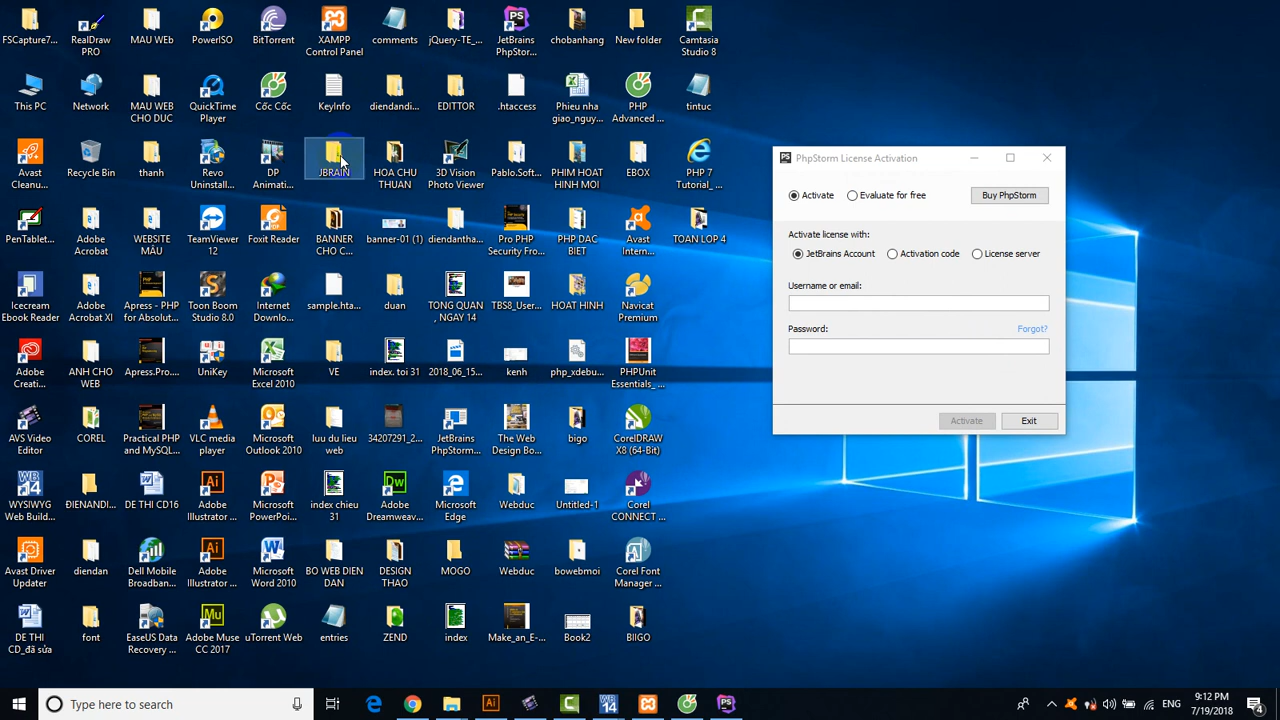 FSCapture7...
RealDraw PRO
MAU WEb
PowerISO
BitTorrent
XAMPP Control Panel
comments
jQuery-TE_...
JetBrains PhpStor...
chobanhang
New folder
Camtasia Studio 8
This PC
Network
MAU WEB CHO DUC
QuickTime Player
Cốc Cốc
KeyInfo
diendandi...
EDITTOR
.htaccess
Phieu nha giao_nguy...
PHP Advanced ...
tintuc
Avast Cleanu...
Recycle Bin
thanh
Revo Uninstall...
DP Animati...
JBRAIN
HOA CHU THUAN
3D Vision Photo Viewer
Pablo.Soft...
PHIM HOAT HINH MOI
EBOX
PHP 7 Tutorial_ ...
PenTablet...
Adobe Acrobat
WEBSITE MẪU
TeamViewer 12
Foxit Reader
BANNER CHO C...
banner-01 (1)
diendantha...
Pro PHP Security Fro...
PHP DAC BIET
Avast Intern...
TOAN LOP 4
Icecream Ebook Reader
Adobe Acrobat XI
Apress - PHP for Absolut...
Toon Boom Studio 8.0
Internet Downlo...
sample.hta...
duan
TONG QUAN , NGAY 14
TBS8_User...
HOAT HINH
Navicat Premium
Adobe Creati...
ANH CHO WEB
Apress.Pro...
UniKey
Microsoft Excel 2010
VE
index. toi 31
2018_06_15...
kenh
php_xdebu...
PHPUnit Essentials_ ...
AVS Video Editor
COREL
Practical PHP and MySQL...
VLC media player
Microsoft Outlook 2010
luu du lieu web
34207291_2...
JetBrains PhpStorm...
The Web Design Bo...
bigo
CorelDRAW X8 (64-Bit)
WYSIWYG Web Build...
ĐIENANDI...
DE THI CD16
Adobe Illustrator ...
Microsoft PowerPoi...
index chieu 31
Adobe Dreamweav...
Microsoft Edge
Webduc
Untitled-1
Corel CONNECT ...
Avast Driver Updater
diendan
Dell Mobile Broadban...
Adobe Illustrator ...
Microsoft Word 2010
BO WEB DIEN DAN
DESIGN THAO
MOGO
Webduc
bowebmoi
Corel Font Manager ...
DE THI CD_đã sửa
font
EaseUS Data Recovery ...
Adobe Muse CC 2017
uTorrent Web
entries
ZEND
index
Make_an_E-...
Book2
BIIGO
PhpStorm License Activation
Activate
Evaluate for free
Buy PhpStorm
Activate license with:
JetBrains Account
Activation code
License server
Username or email:
Password:
Forgot?
Activate
Exit
Type here to search
ENG
9:12 PM
7/19/2018
4